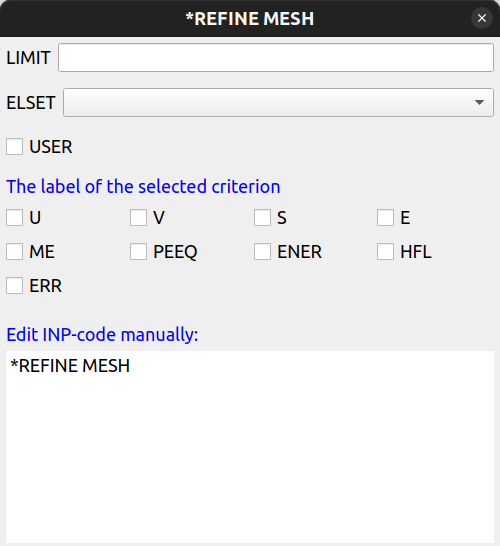 *REFINE MESH
LIMIT
ELSET
USER
The label of the selected criterion
U V S E
ME PEEQ ENER HFL
ERR
Edit INP-code manually:
*REFINE MESH